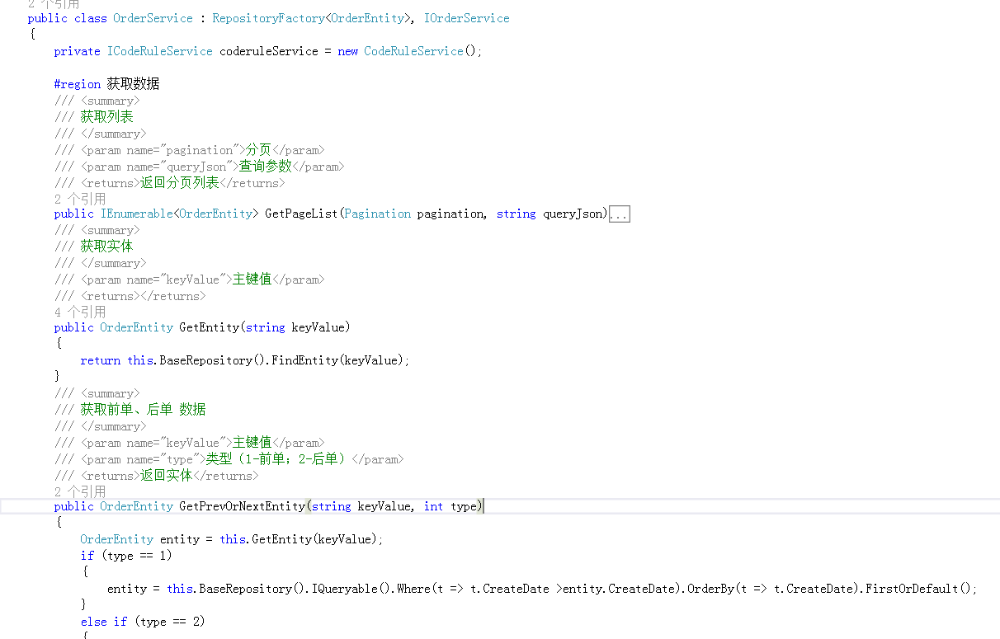 2 个引用
public class OrderService : RepositoryFactory<OrderEntity>, IOrderService
{
private ICodeRuleService coderuleService = new CodeRuleService();
#region 获取数据
/// <summary>
/// 获取列表
/// </summary>
/// <param name="pagination">分页</param>
/// <param name="queryJson">查询参数</param>
/// <returns>返回分页列表</returns>
2 个引用
public IEnumerable<OrderEntity> GetPageList(Pagination pagination, string queryJson)...
/// <summary>
/// 获取实体
/// </summary>
/// <param name="keyValue">主键值</param>
/// <returns></returns>
4 个引用
public OrderEntity GetEntity(string keyValue)
{
return this.BaseRepository().FindEntity(keyValue);
}
/// <summary>
/// 获取前单、后单 数据
/// </summary>
/// <param name="keyValue">主键值</param>
/// <param name="type">类型（1-前单；2-后单）</param>
/// <returns>返回实体</returns>
2 个引用
public OrderEntity GetPrevOrNextEntity(string keyValue, int type)
{
OrderEntity entity = this.GetEntity(keyValue);
if (type == 1)
{
entity = this.BaseRepository().IQueryable().Where(t => t.CreateDate >entity.CreateDate).OrderBy(t => t.CreateDate).FirstOrDefault();
}
else if (type == 2)
{